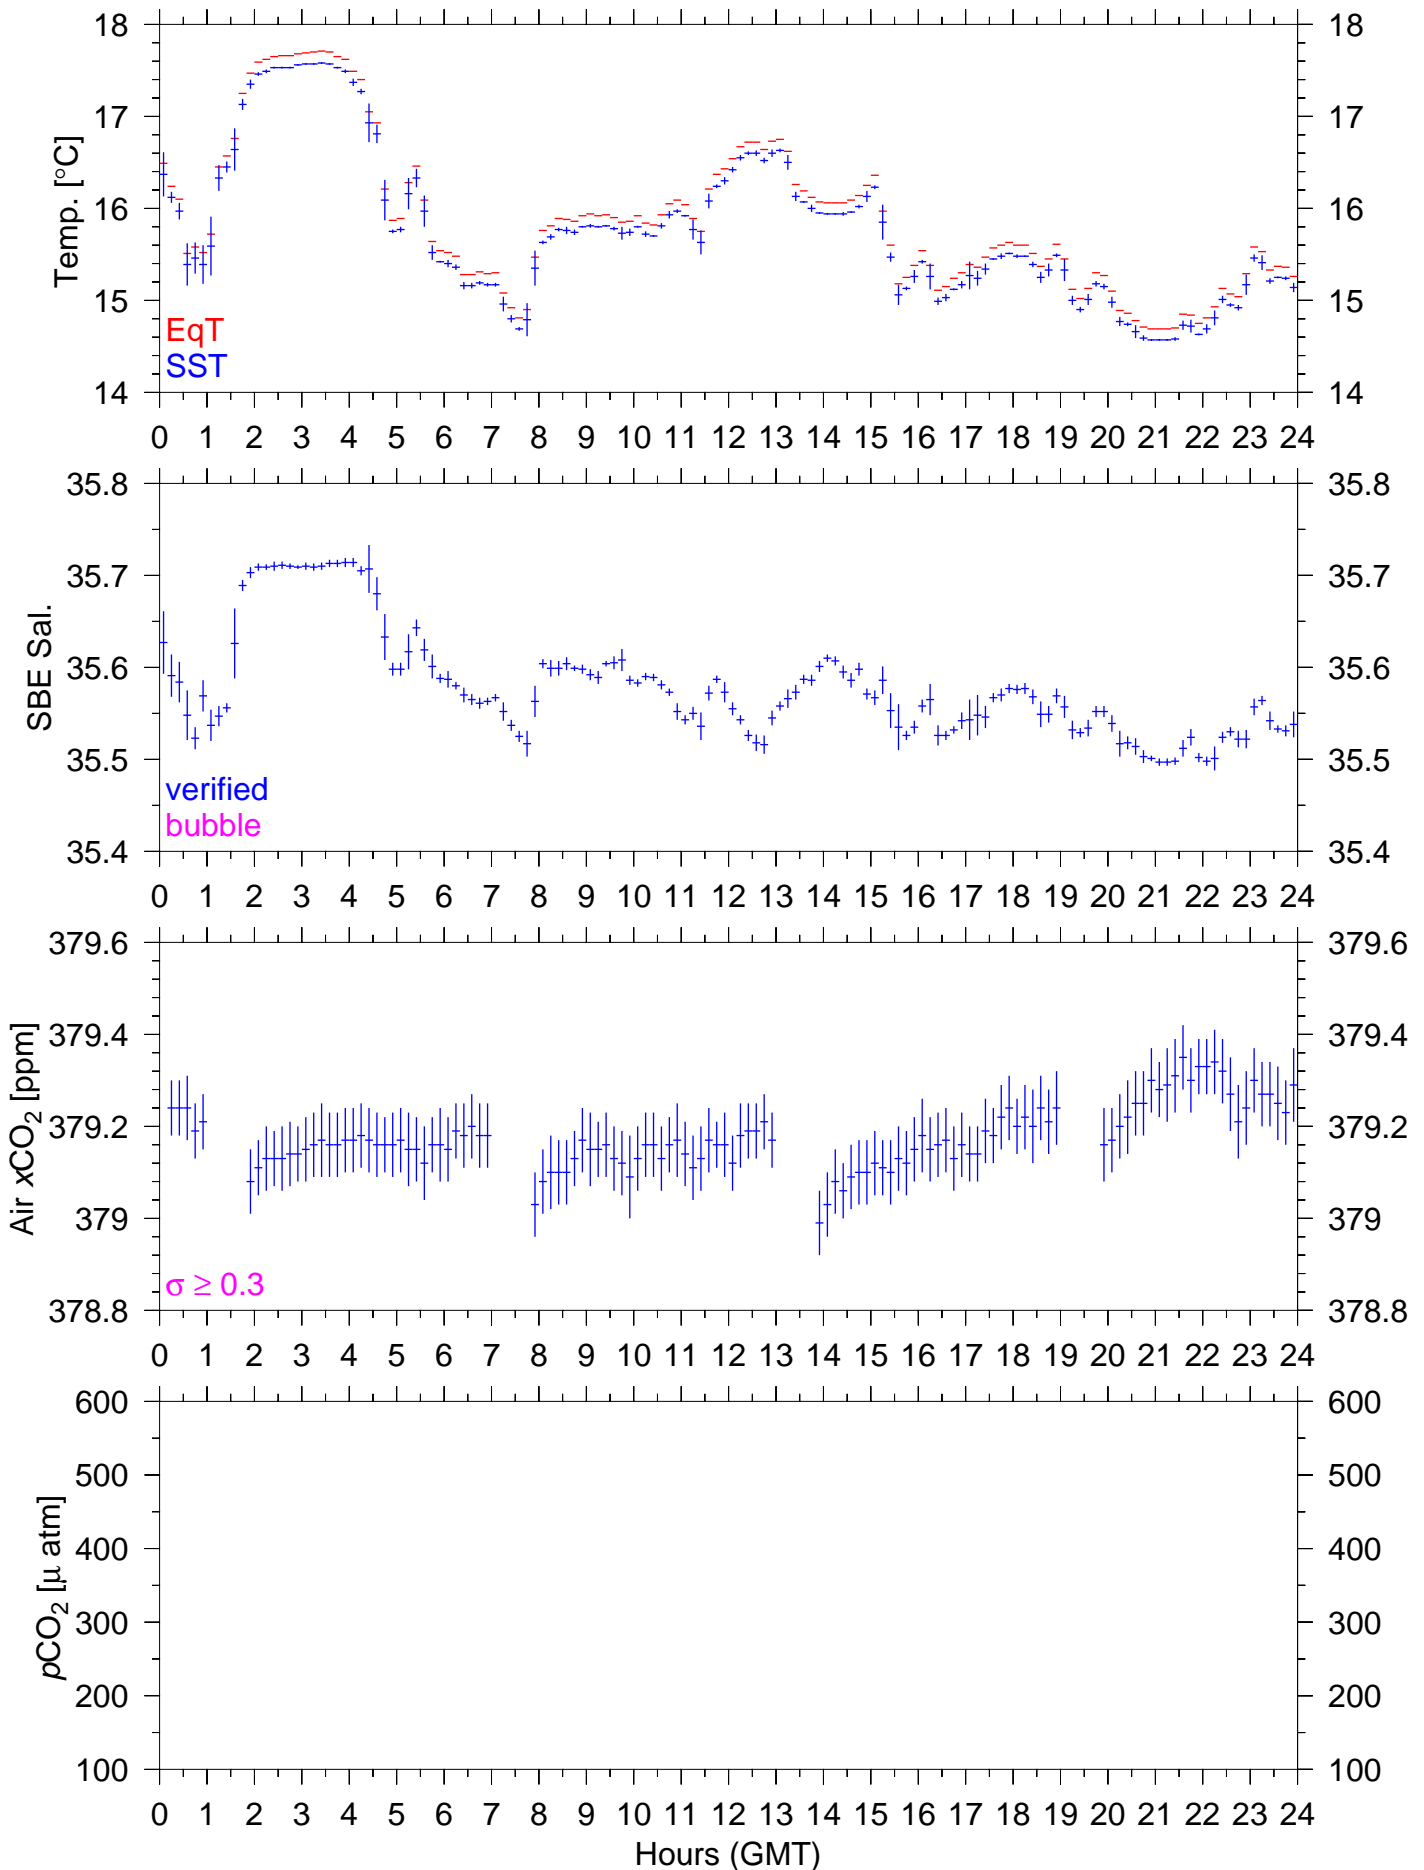 18 18
17 17
16 16
15 15
14 14
Temp. [°C]
EqT
SST
0 1 2 3 4 5 6 7 8 9 10 11 12 13 14 15 16 17 18 19 20 21 22 23 24
35.8 35.8
35.7 35.7
35.6 35.6
35.5 35.5
35.4 35.4
SBE Sal.
verified
bubble
0 1 2 3 4 5 6 7 8 9 10 11 12 13 14 15 16 17 18 19 20 21 22 23 24
379.6 379.6
379.4 379.4
379.2 379.2
379 379
378.8 378.8
Air xCO₂ [ppm]
σ ≥ 0.3
0 1 2 3 4 5 6 7 8 9 10 11 12 13 14 15 16 17 18 19 20 21 22 23 24
600 600
500 500
400 400
300 300
200 200
100 100
pCO₂ [μ atm]
0 1 2 3 4 5 6 7 8 9 10 11 12 13 14 15 16 17 18 19 20 21 22 23 24
Hours (GMT)